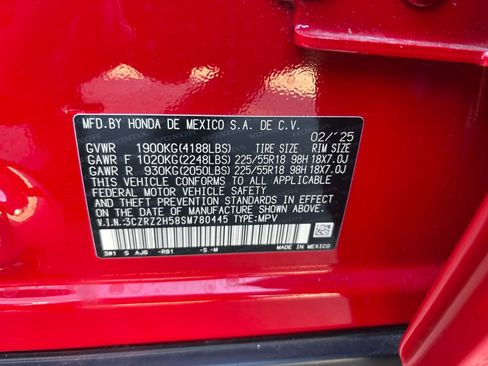 MFD.BY HONDA DE MEXICO S.A. DE C.V.
02/'25
GVWR 1900KG(4188LBS) TIRE SIZE RIM SIZE
GAWR F 1020KG(2248LBS) 225/55R18 98H 18X7.0J
GAWR R 930KG(2050LBS) 225/55R18 98H 18X7.0J
THIS VEHICLE CONFORMS TO ALL APPLICABLE
FEDERAL MOTOR VEHICLE SAFETY
AND THEFT PREVENTION STANDARDS IN EFFECT
ON THE DATE OF MANUFACTURE SHOWN ABOVE.
V.I.N.:3CZRZ2H58SM780445 TYPE:MPV
3W1 S AJ6 -R81 -S-M MADE IN MEXICO